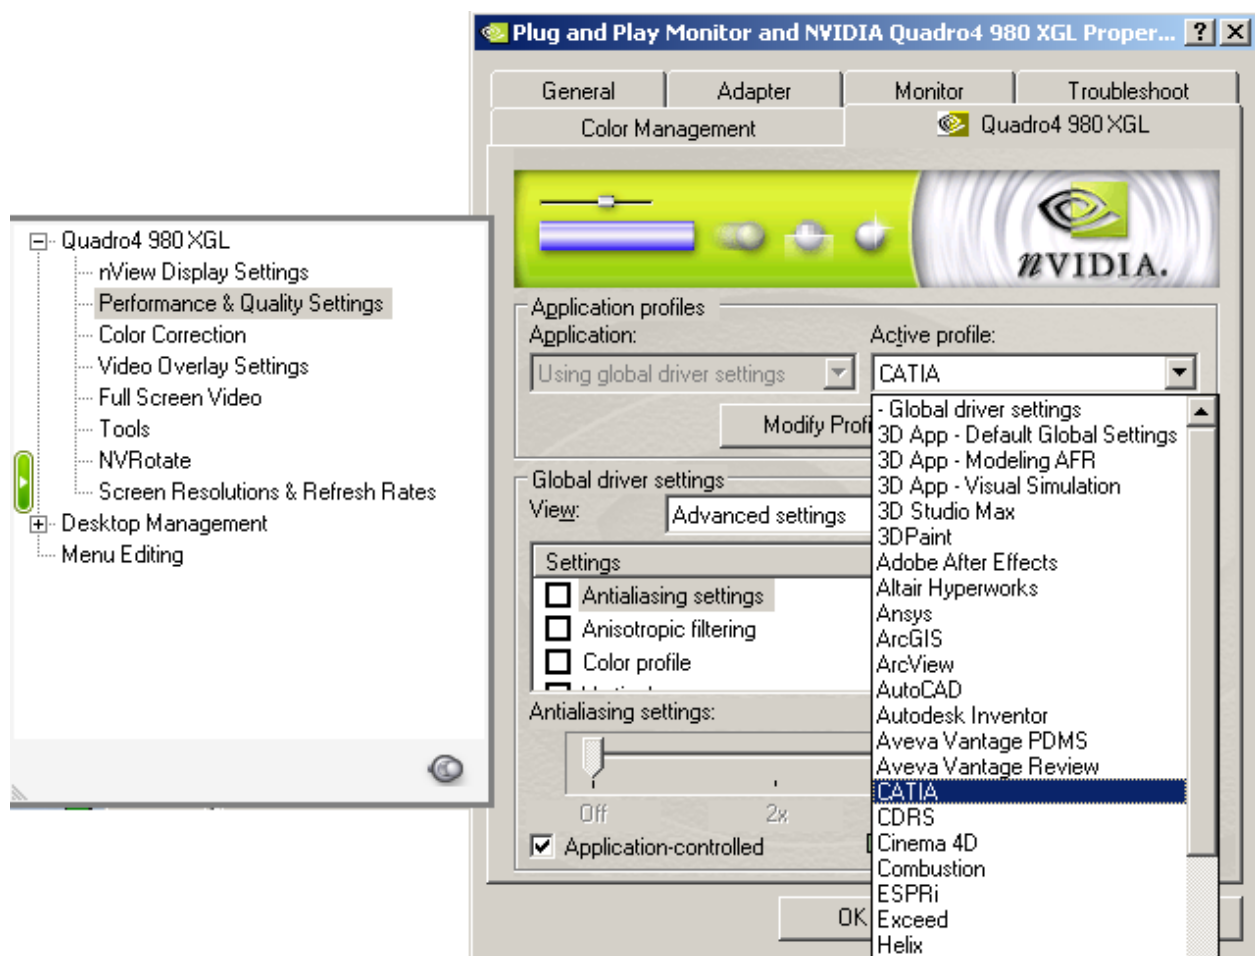 Plug and Play Monitor and NVIDIA Quadro4 980 XGL Proper...
General
Adapter
Monitor
Troubleshoot
Color Management
Quadro4 980 XGL
nVIDIA.
Quadro4 980 XGL
nView Display Settings
Performance & Quality Settings
Color Correction
Video Overlay Settings
Full Screen Video
Tools
NVRotate
Screen Resolutions & Refresh Rates
Desktop Management
Menu Editing
Application profiles
Application:
Active profile:
Using global driver settings
CATIA
Modify
Global driver settings
View:
Advanced settings
Settings
Antialiasing settings
Anisotropic filtering
Color profile
Antialiasing settings:
Off
2x
Application-controlled
OK
- Global driver settings
3D App - Default Global Settings
3D App - Modeling AFR
3D App - Visual Simulation
3D Studio Max
3DPaint
Adobe After Effects
Altair Hyperworks
Ansys
ArcGIS
ArcView
AutoCAD
Autodesk Inventor
Aveva Vantage PDMS
Aveva Vantage Review
CATIA
CDRS
Cinema 4D
Combustion
ESPRi
Exceed
Helix